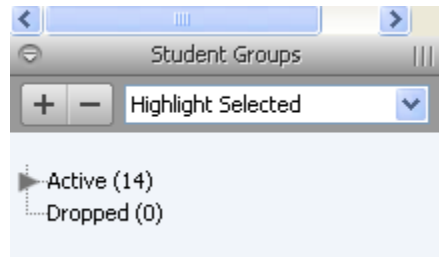 Student Groups
Highlight Selected
Active (14)
Dropped (0)